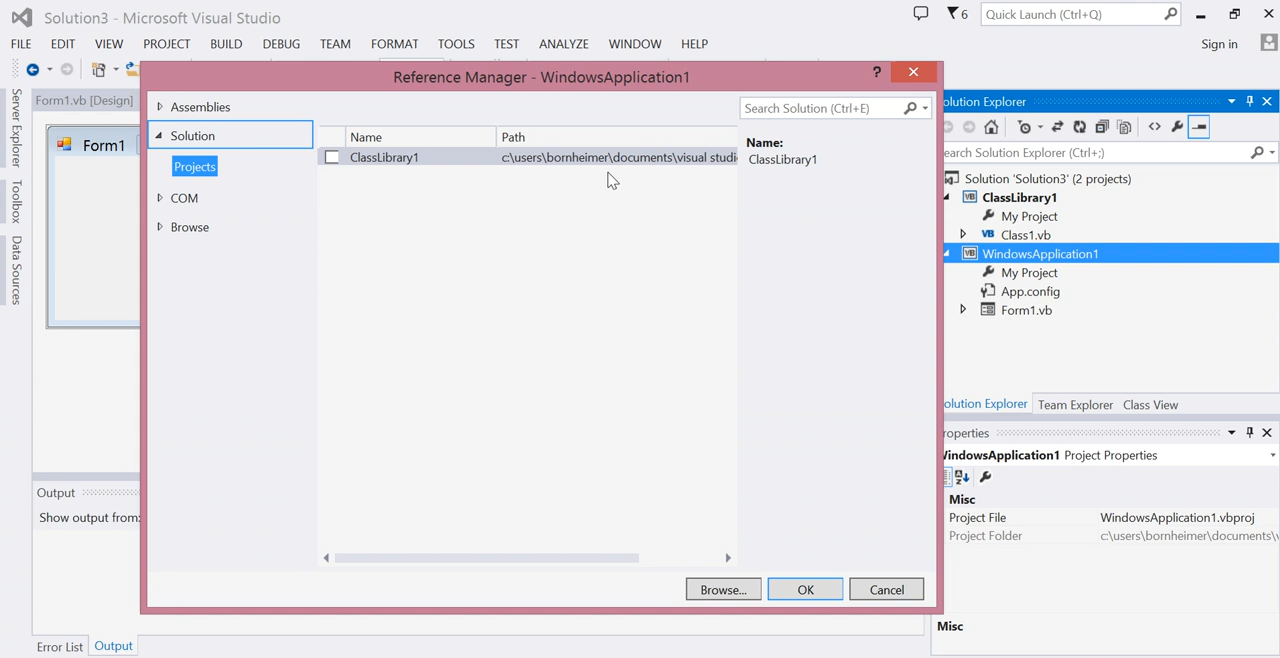 Solution3 - Microsoft Visual Studio
6
Quick Launch (Ctrl+Q)
FILE EDIT VIEW PROJECT BUILD DEBUG TEAM FORMAT TOOLS TEST ANALYZE WINDOW HELP
Sign in
Server Explorer
Toolbox
Data Sources
Form1.vb [Design]
Form1
Reference Manager - WindowsApplication1
?
Assemblies
Solution
Projects
COM
Browse
Name Path
ClassLibrary1 c:\users\bornheimer\documents\visual studi
Search Solution (Ctrl+E)
Name:
ClassLibrary1
Browse... OK Cancel
olution Explorer
earch Solution Explorer (Ctrl+;)
Solution 'Solution3' (2 projects)
VB ClassLibrary1
My Project
VB Class1.vb
VB WindowsApplication1
My Project
App.config
Form1.vb
olution Explorer Team Explorer Class View
roperties
WindowsApplication1 Project Properties
Misc
Project File WindowsApplication1.vbproj
Project Folder c:\users\bornheimer\documents\
Misc
Output
Show output from:
Error List Output